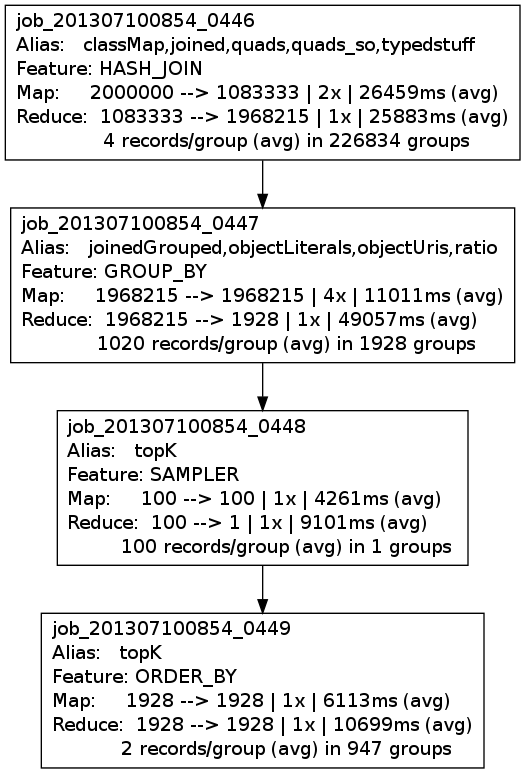 job_201307100854_0446
Alias: classMap,joined,quads,quads_so,typedstuff
Feature: HASH_JOIN
Map: 2000000 --> 1083333 | 2x | 26459ms (avg)
Reduce: 1083333 --> 1968215 | 1x | 25883ms (avg)
4 records/group (avg) in 226834 groups
job_201307100854_0447
Alias: joinedGrouped,objectLiterals,objectUris,ratio
Feature: GROUP_BY
Map: 1968215 --> 1968215 | 4x | 11011ms (avg)
Reduce: 1968215 --> 1928 | 1x | 49057ms (avg)
1020 records/group (avg) in 1928 groups
job_201307100854_0448
Alias: topK
Feature: SAMPLER
Map: 100 --> 100 | 1x | 4261ms (avg)
Reduce: 100 --> 1 | 1x | 9101ms (avg)
100 records/group (avg) in 1 groups
job_201307100854_0449
Alias: topK
Feature: ORDER_BY
Map: 1928 --> 1928 | 1x | 6113ms (avg)
Reduce: 1928 --> 1928 | 1x | 10699ms (avg)
2 records/group (avg) in 947 groups